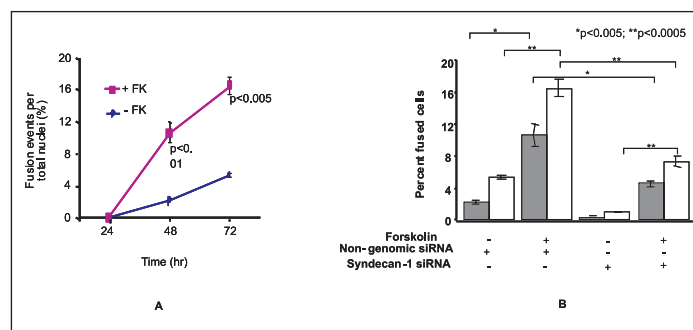 20
16
12
8
4
0
Fusion events per
total nuclei (%)
+ FK
- FK
p<0.
01
p<0.005
24
48
72
Time (hr)
A
*p<0.005; **p<0.0005
*
**
**
*
**
20
16
12
8
4
0
Percent fused cells
Forskolin - + - +
Non-genomic siRNA + + - -
Syndecan-1 siRNA - - + +
B